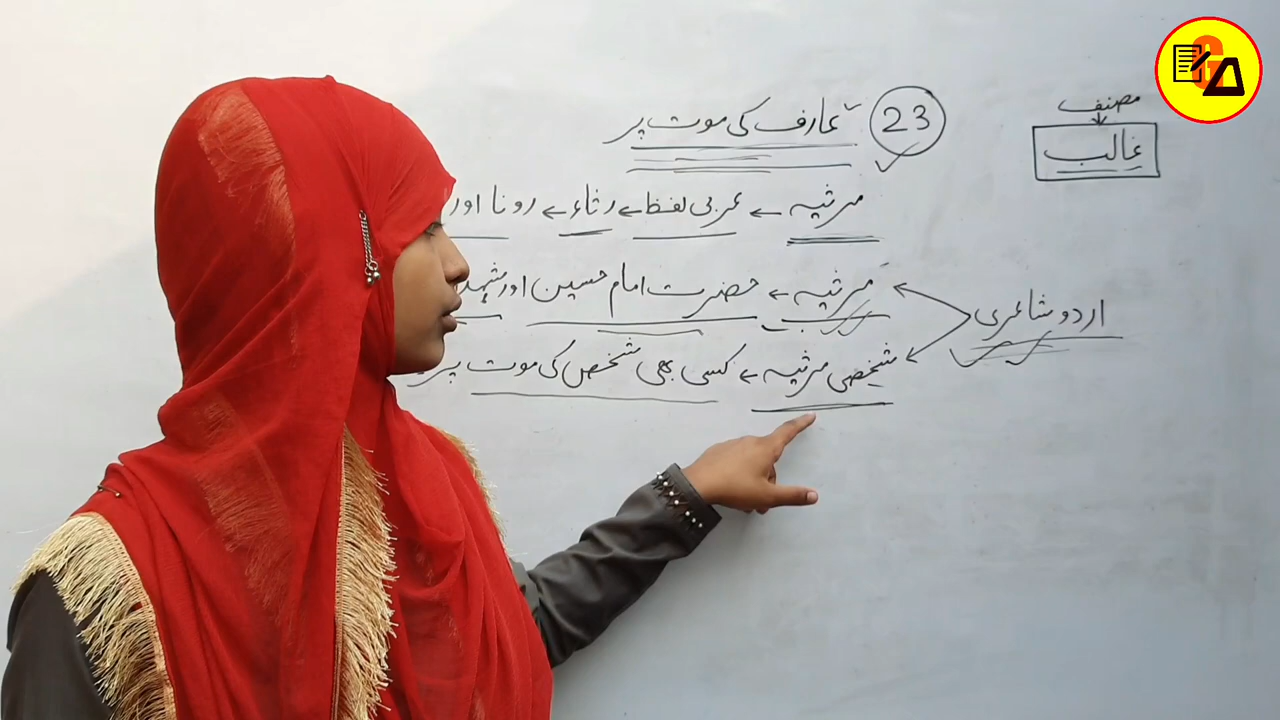 مصنف
غالب
23 عارف کی موت پر
مرثیہ ← عربی لفظ ← رثاء ← رونا اور
مرثیہ ← حضرت امام حسین اور
اردو شاعری
شخصی مرثیہ ← کسی بھی شخص کی موت پر